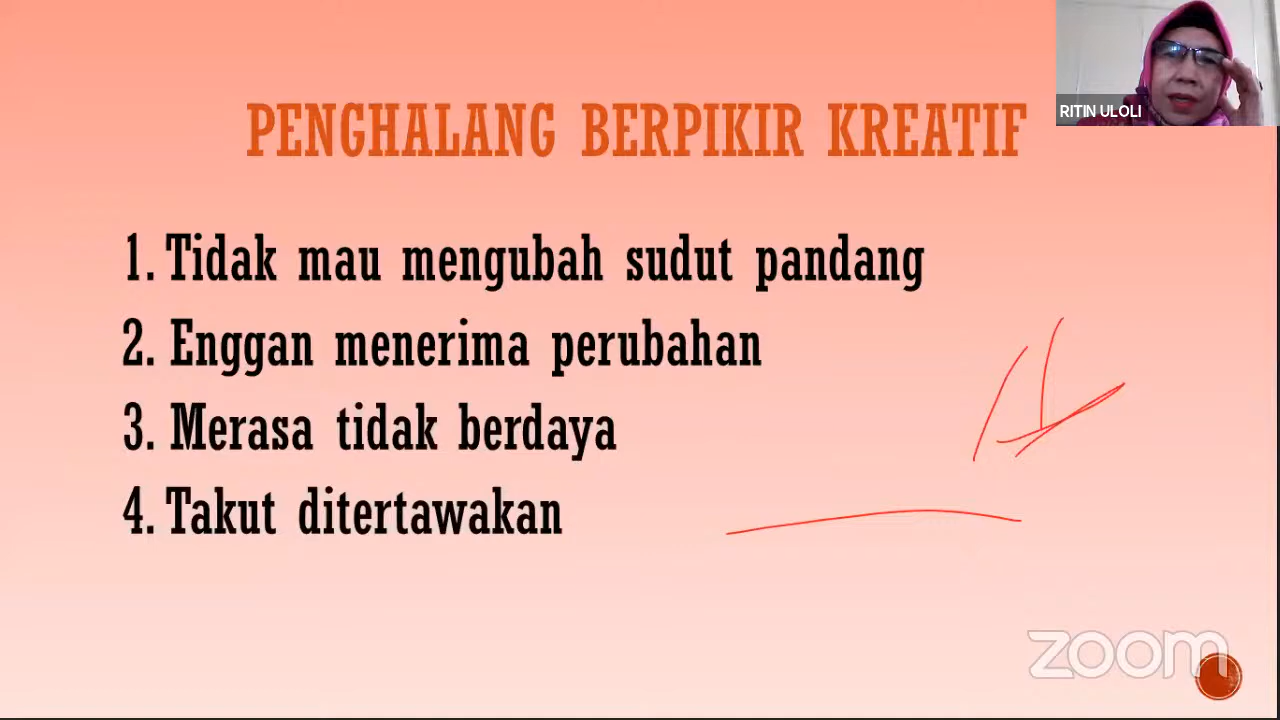 RITIN ULOLI
PENGHALANG BERPIKIR KREATIF
1. Tidak mau mengubah sudut pandang
2. Enggan menerima perubahan
3. Merasa tidak berdaya
4. Takut ditertawakan
zoom